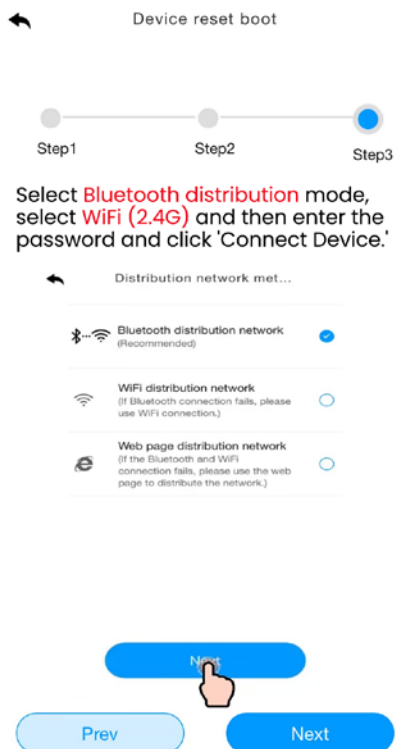 Device reset boot
Step1
Step2
Step3
Select Bluetooth distribution mode,
select WiFi (2.4G) and then enter the
password and click 'Connect Device.'
Distribution network met...
Bluetooth distribution network
(Recommended)
WiFi distribution network
(If Bluetooth connection fails, please
use WiFi connection.)
Web page distribution network
(If the Bluetooth and WiFi
connection fails, please use the web
page to distribute the network.)
Next
Prev
Next